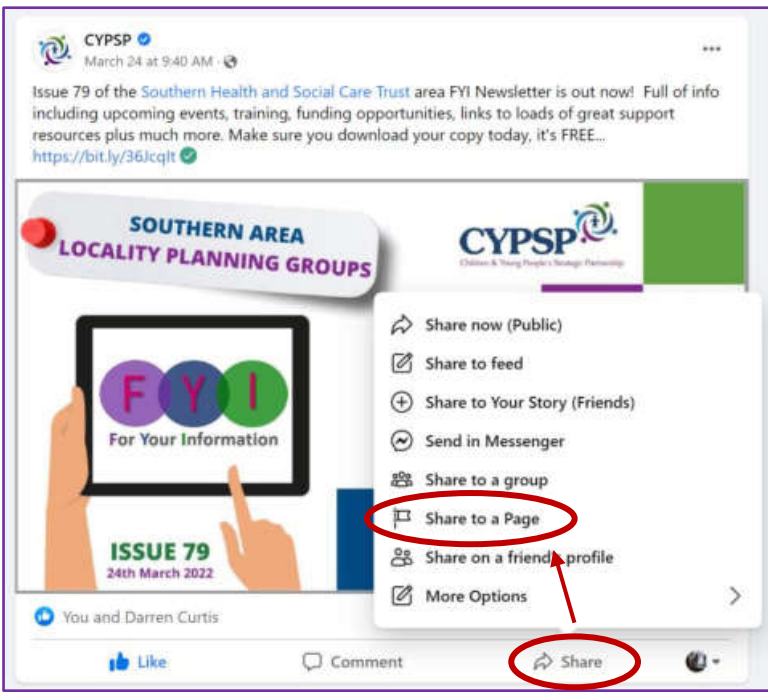 CYPSP
March 24 at 9:40 AM ·
Issue 79 of the Southern Health and Social Care Trust area FYI Newsletter is out now! Full of info
including upcoming events, training, funding opportunities, links to loads of great support
resources plus much more. Make sure you download your copy today, it's FREE...
https://bit.ly/36Jcqlt
SOUTHERN AREA
LOCALITY PLANNING GROUPS
CYPSP
Children & Young People's Strategic Partnership
FYI
For Your Information
ISSUE 79
24th March 2022
Share now (Public)
Share to feed
Share to Your Story (Friends)
Send in Messenger
Share to a group
Share to a Page
Share on a friend's profile
More Options
You and Darren Curtis
Like
Comment
Share